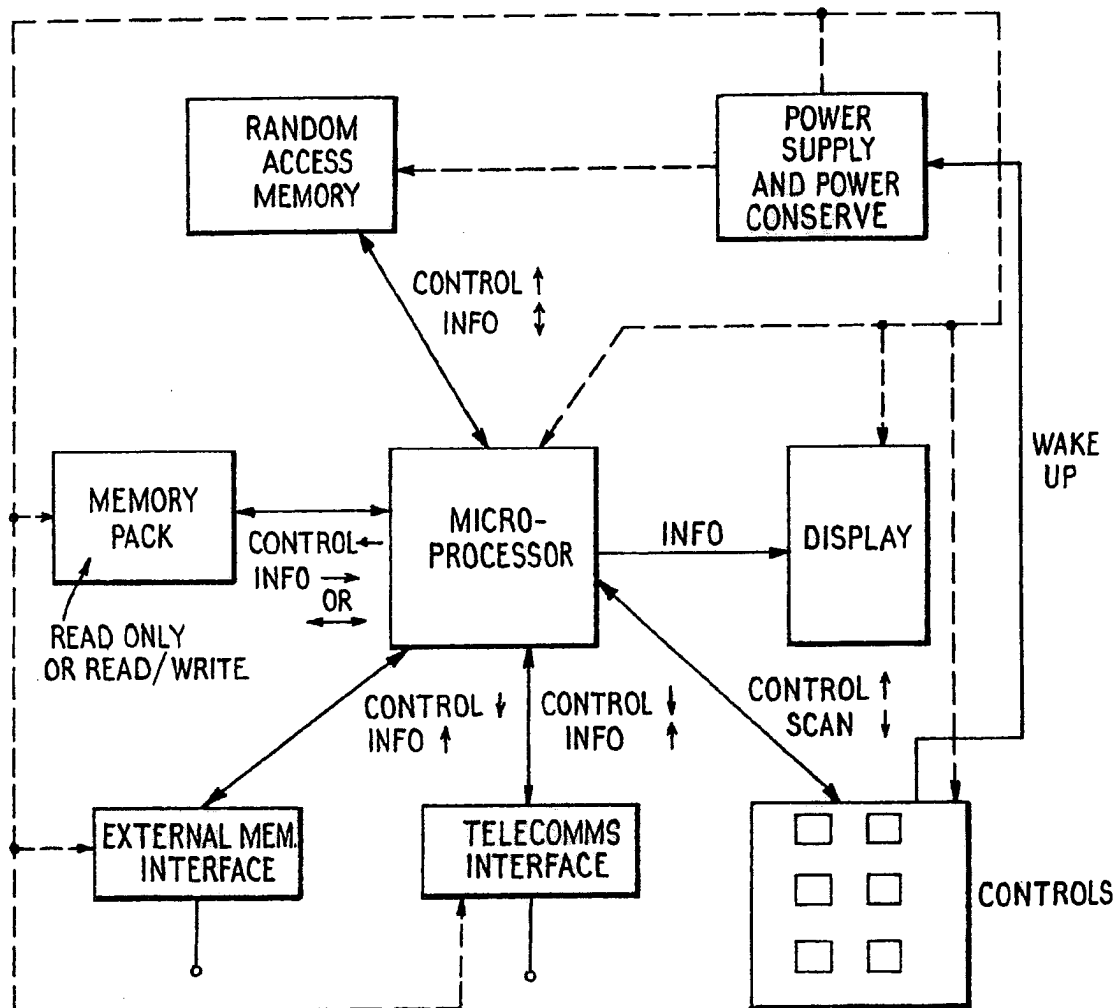 RANDOM
ACCESS
MEMORY
POWER
SUPPLY
AND POWER
CONSERVE
CONTROL ↑
INFO ↕
WAKE
UP
MEMORY
PACK
CONTROL ←
INFO →
OR
↔
READ ONLY
OR READ/WRITE
MICRO-
PROCESSOR
INFO
DISPLAY
CONTROL ↓
INFO ↑
CONTROL ↓
INFO ↑
CONTROL ↑
SCAN ↓
EXTERNAL MEM.
INTERFACE
TELECOMMS
INTERFACE
CONTROLS